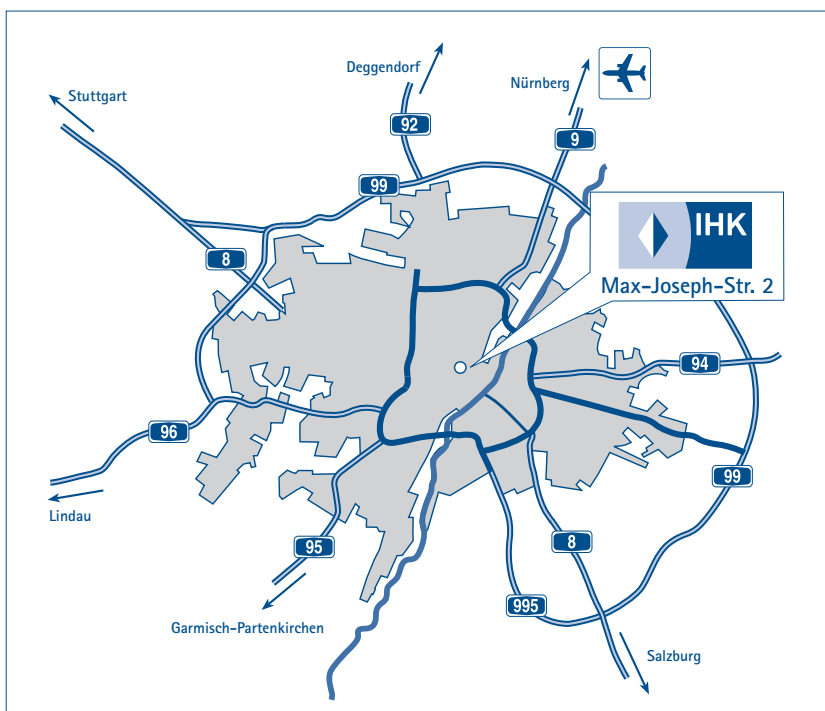 Deggendorf
Nürnberg
Stuttgart
92
9
99
IHK
8
Max-Joseph-Str. 2
94
96
99
Lindau
95
8
995
Garmisch-Partenkirchen
Salzburg